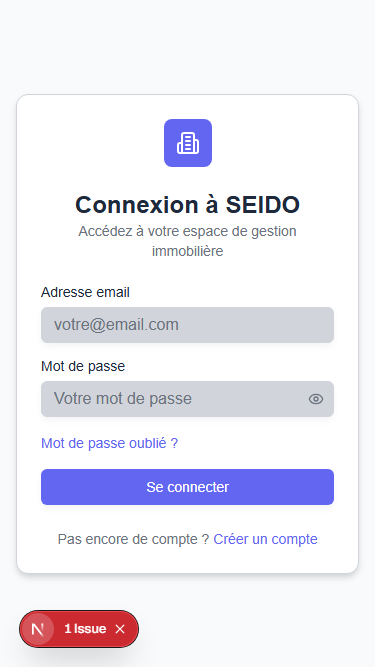 Connexion à SEIDO
Accédez à votre espace de gestion
immobilière
Adresse email
votre@email.com
Mot de passe
Votre mot de passe
Mot de passe oublié ?
Se connecter
Pas encore de compte ? Créer un compte
N 1 Issue